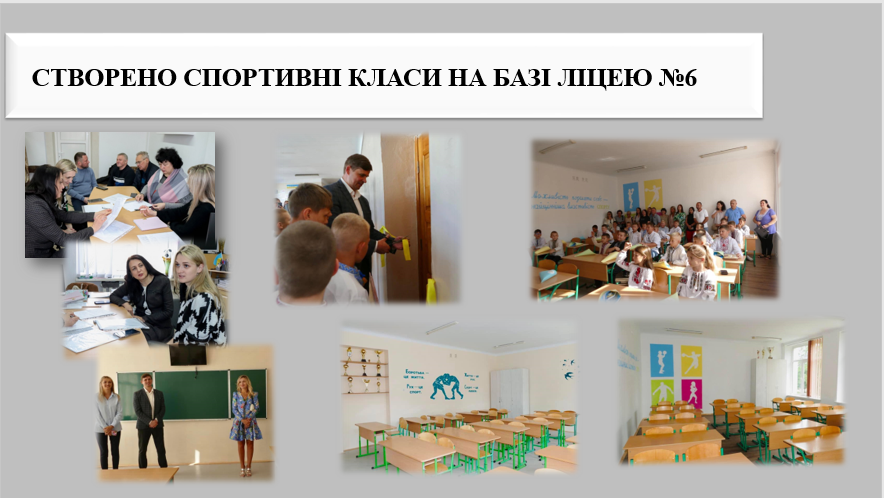 СТВОРЕНО СПОРТИВНІ КЛАСИ НА БАЗІ ЛІЦЕЮ №6